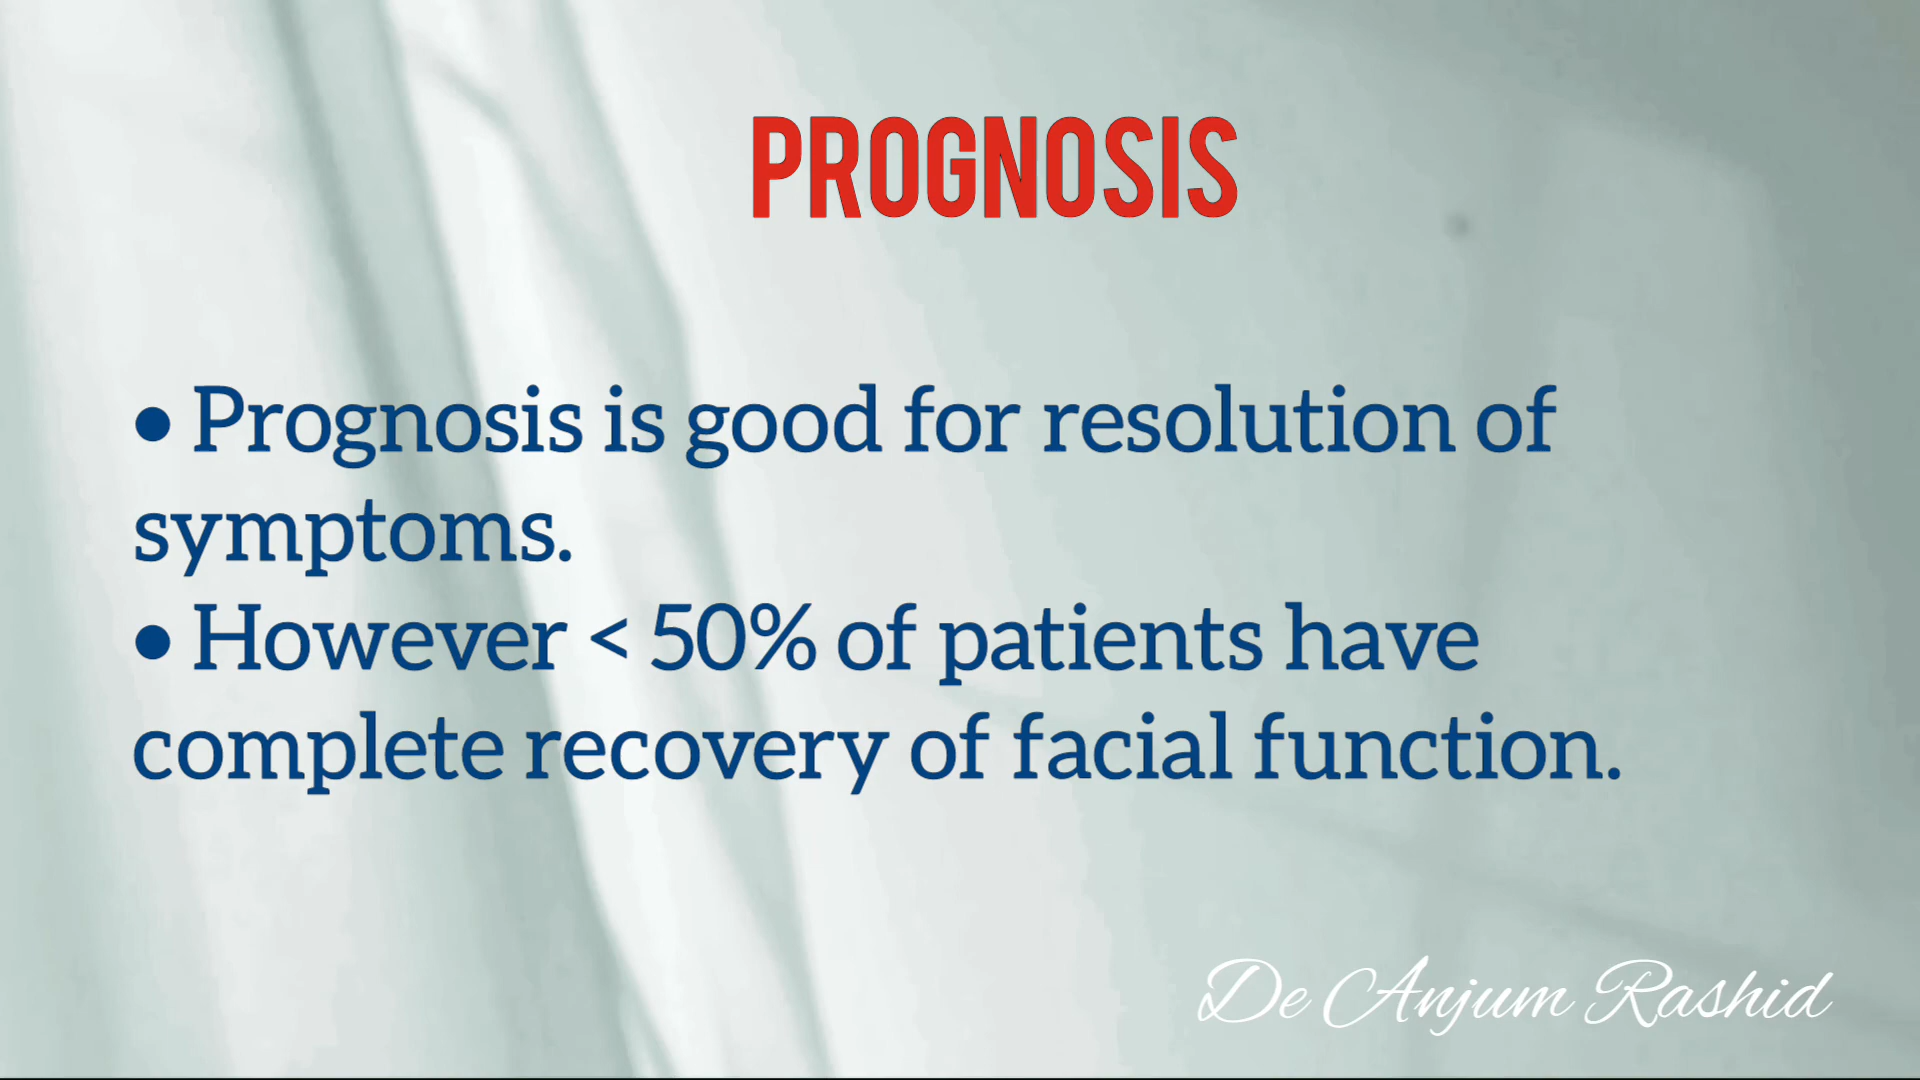 PROGNOSIS
• Prognosis is good for resolution of
symptoms.
• However < 50% of patients have
complete recovery of facial function.
De Anjum Rashid